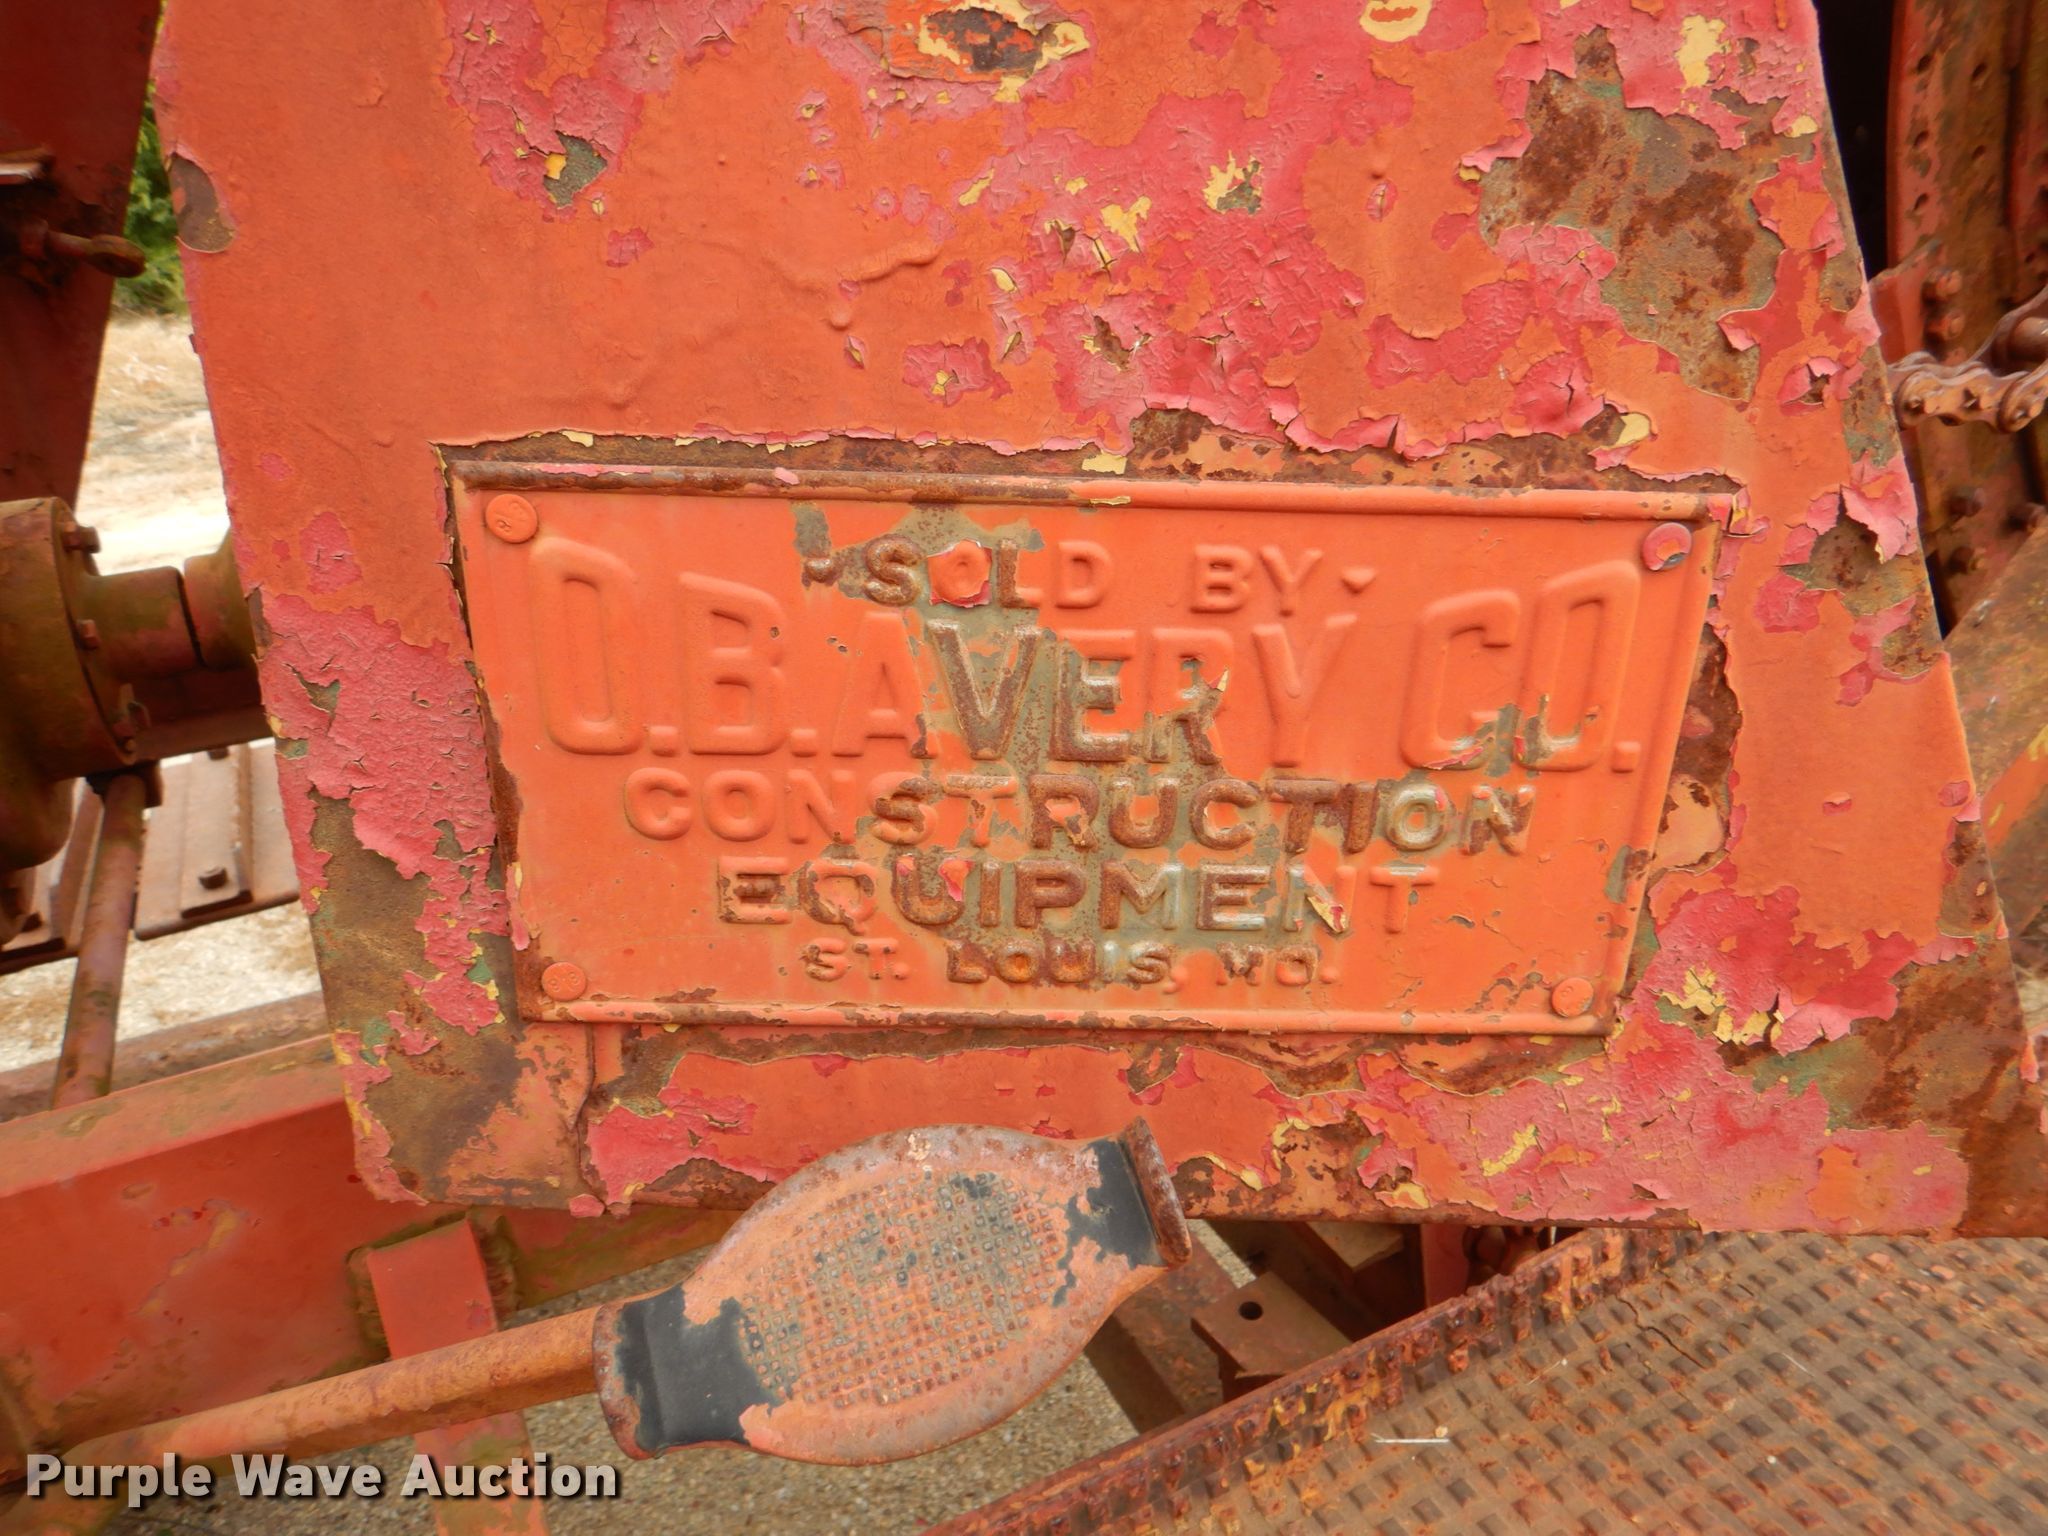 SOLD BY
O.B. AVERY CO.
CONSTRUCTION
EQUIPMENT
ST. LOUIS, MO.
Purple Wave Auction